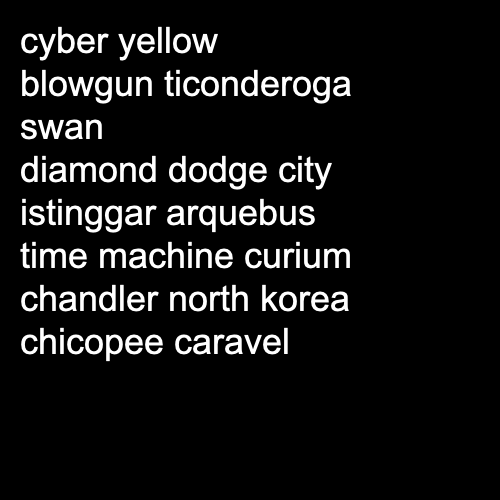 cyber yellow
blowgun ticonderoga
swan
diamond dodge city
istinggar arquebus
time machine curium
chandler north korea
chicopee caravel